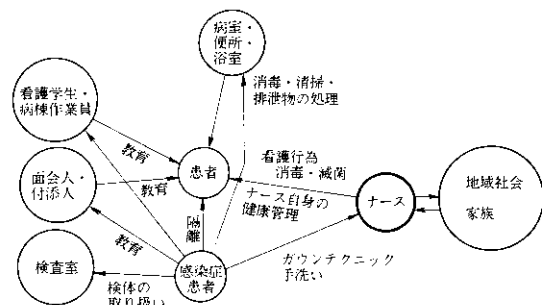 病室・
便所・
浴室
消毒・清掃・
排泄物の処理
看護学生・
病棟作業員
教育
患者
看護行為
消毒・滅菌
面会人・
付添人
教育
ナース自身の
健康管理
ナース
地域社会
家族
隔離
教育
検査室
検体の
取り扱い
感染症
患者
ガウンテクニック
手洗い